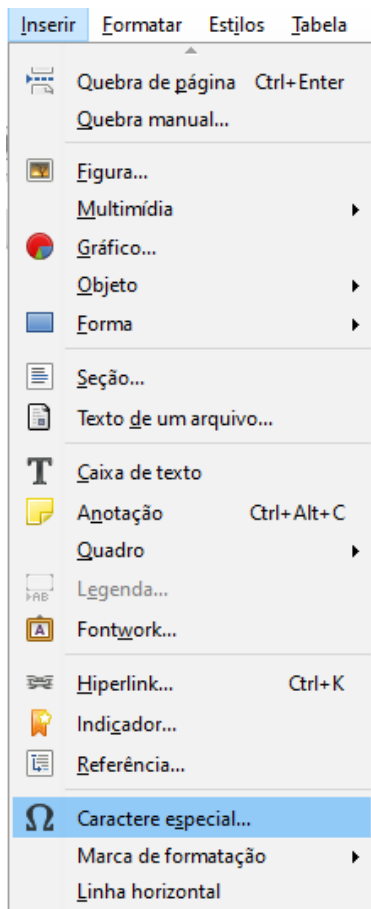 Inserir Formatar Estilos Tabela
Quebra de página Ctrl+Enter
Quebra manual...
Figura...
Multimídia
Gráfico...
Objeto
Forma
Seção...
Texto de um arquivo...
T Caixa de texto
Anotação Ctrl+Alt+C
Quadro
AB Legenda...
A Fontwork...
Hiperlink... Ctrl+K
Indicador...
Referência...
Ω Caractere especial...
Marca de formatação
Linha horizontal